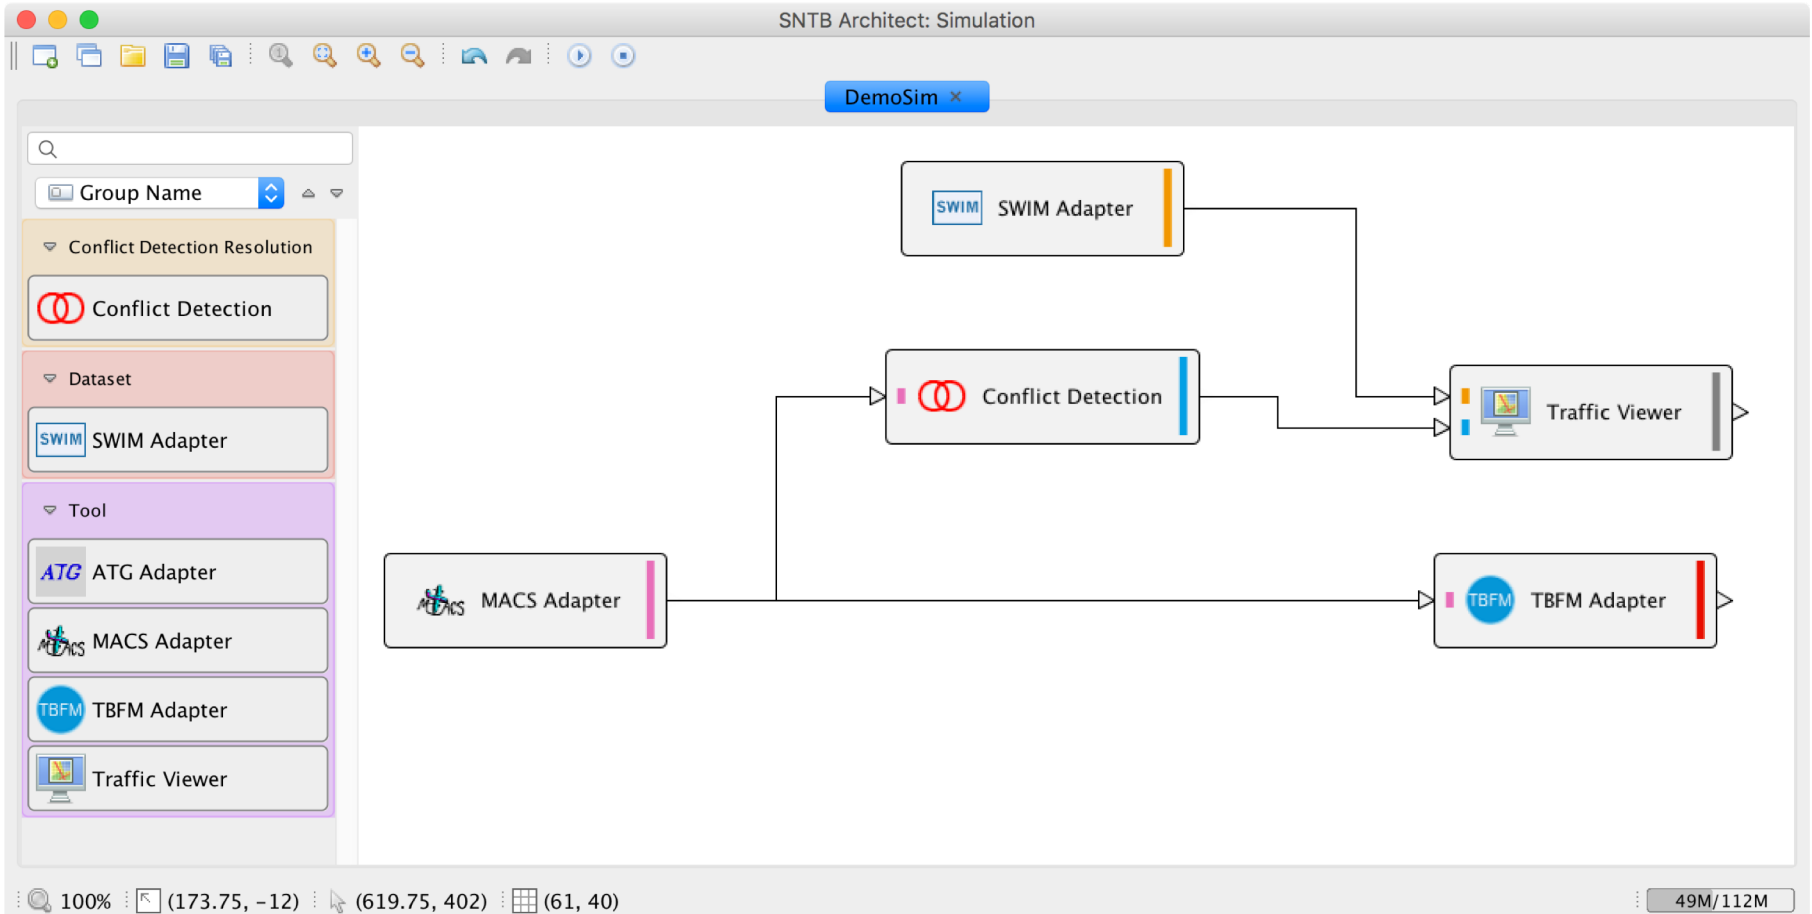 SNTB Architect: Simulation
DemoSim ×
Group Name
Conflict Detection Resolution
Conflict Detection
Dataset
SWIM SWIM Adapter
Tool
ATG ATG Adapter
MACS MACS Adapter
TBFM TBFM Adapter
Traffic Viewer
SWIM SWIM Adapter
Conflict Detection
Traffic Viewer
MACS MACS Adapter
TBFM TBFM Adapter
100% (173.75, -12) (619.75, 402) (61, 40) 49M/112M